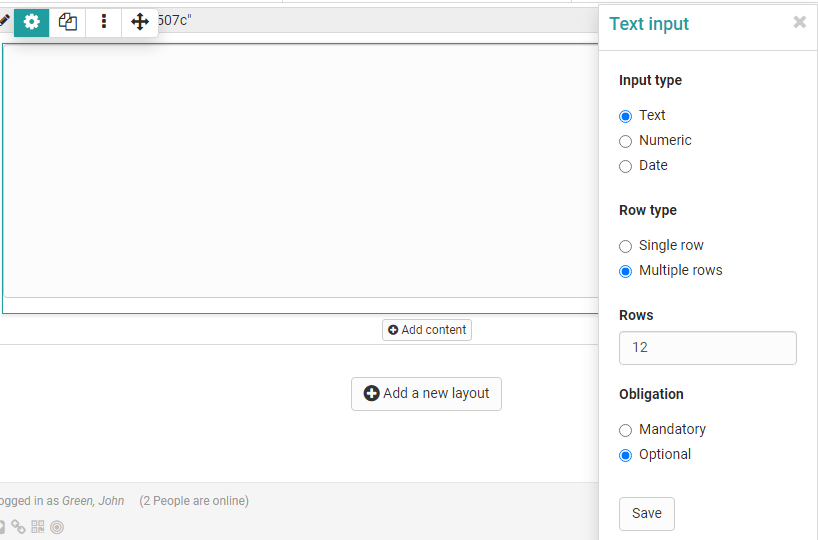 507c"
Text input
Input type
Text
Numeric
Date
Row type
Single row
Multiple rows
Rows
12
Obligation
Mandatory
Optional
Save
Add content
Add a new layout
ogged in as Green, John (2 People are online)